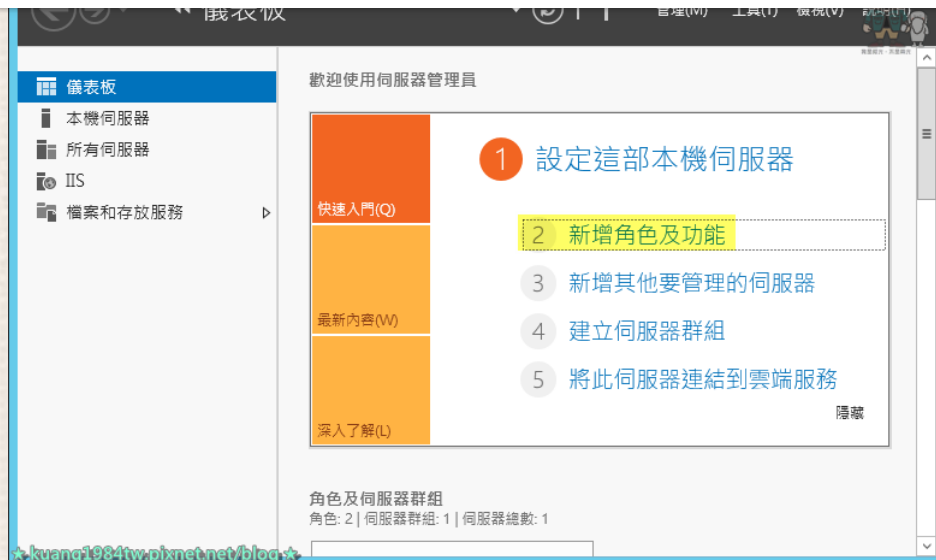 儀表板
管理(M) 工具(T) 檢視(V) 說明(H)
儀表板
本機伺服器
所有伺服器
IIS
檔案和存放服務
歡迎使用伺服器管理員
快速入門(Q)
最新內容(W)
深入了解(L)
1 設定這部本機伺服器
2 新增角色及功能
3 新增其他要管理的伺服器
4 建立伺服器群組
5 將此伺服器連結到雲端服務
隱藏
角色及伺服器群組
角色: 2 | 伺服器群組: 1 | 伺服器總數: 1
★ kuang1984tw.pixnet.net/blog ★